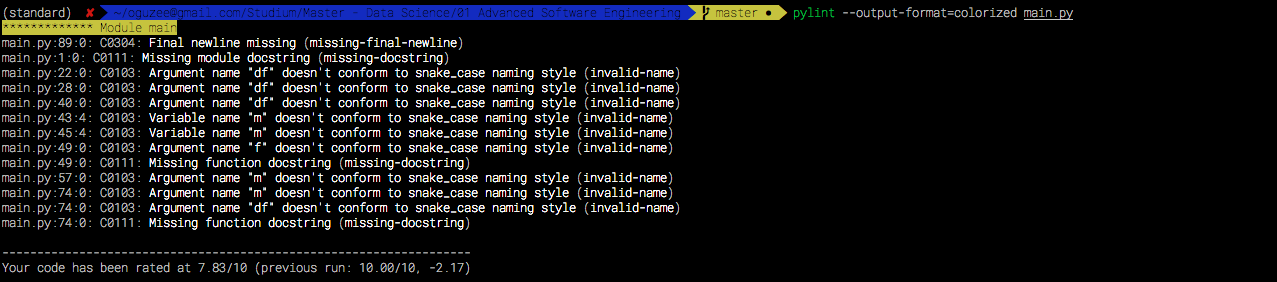 (standard) ✘ ~/oguzee@gmail.com/Studium/Master - Data Science/01 Advanced Software Engineering master ● pylint --output-format=colorized main.py
************* Module main
main.py:89:0: C0304: Final newline missing (missing-final-newline)
main.py:1:0: C0111: Missing module docstring (missing-docstring)
main.py:22:0: C0103: Argument name "df" doesn't conform to snake_case naming style (invalid-name)
main.py:28:0: C0103: Argument name "df" doesn't conform to snake_case naming style (invalid-name)
main.py:40:0: C0103: Argument name "df" doesn't conform to snake_case naming style (invalid-name)
main.py:43:4: C0103: Variable name "m" doesn't conform to snake_case naming style (invalid-name)
main.py:45:4: C0103: Variable name "m" doesn't conform to snake_case naming style (invalid-name)
main.py:49:0: C0103: Argument name "f" doesn't conform to snake_case naming style (invalid-name)
main.py:49:0: C0111: Missing function docstring (missing-docstring)
main.py:57:0: C0103: Argument name "m" doesn't conform to snake_case naming style (invalid-name)
main.py:74:0: C0103: Argument name "m" doesn't conform to snake_case naming style (invalid-name)
main.py:74:0: C0103: Argument name "df" doesn't conform to snake_case naming style (invalid-name)
main.py:74:0: C0111: Missing function docstring (missing-docstring)
-------------------------------------------------------------------
Your code has been rated at 7.83/10 (previous run: 10.00/10, -2.17)